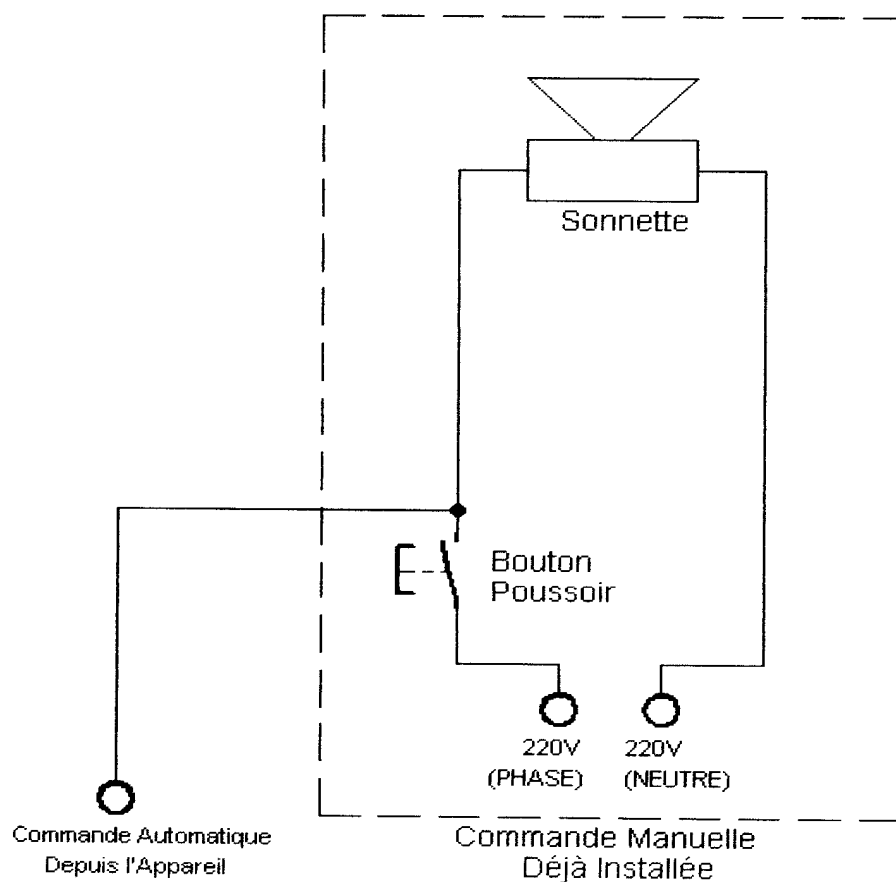 Sonnette
Bouton
Poussoir
220V
(PHASE)
220V
(NEUTRE)
Commande Automatique
Depuis l'Appareil
Commande Manuelle
Déjà Installée